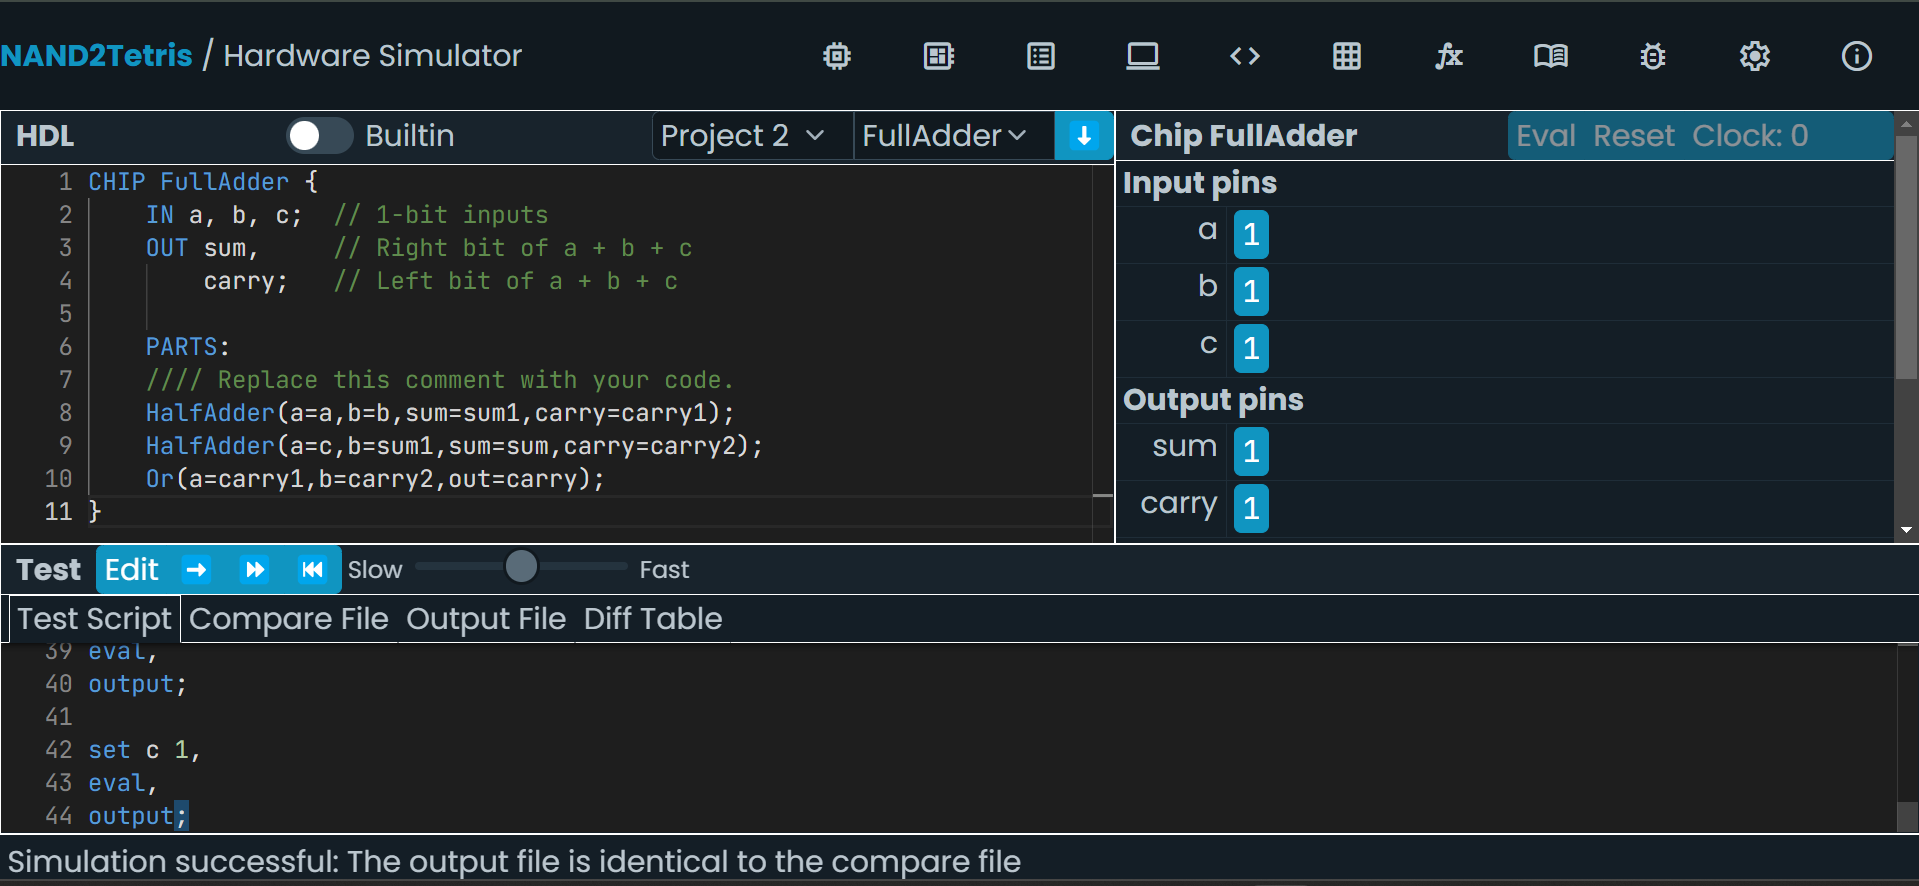 NAND2Tetris / Hardware Simulator
HDL Builtin Project 2 FullAdder
1 CHIP FullAdder {
2 IN a, b, c;  // 1-bit inputs
3 OUT sum,     // Right bit of a + b + c
4 carry;   // Left bit of a + b + c
5
6 PARTS:
7 //// Replace this comment with your code.
8 HalfAdder(a=a,b=b,sum=sum1,carry=carry1);
9 HalfAdder(a=c,b=sum1,sum=sum,carry=carry2);
10 Or(a=carry1,b=carry2,out=carry);
11 }
Chip FullAdder Eval Reset Clock: 0
Input pins
a 1
b 1
c 1
Output pins
sum 1
carry 1
Test Edit Slow Fast
Test Script Compare File Output File Diff Table
39 eval,
40 output;
41
42 set c 1,
43 eval,
44 output;
Simulation successful: The output file is identical to the compare file